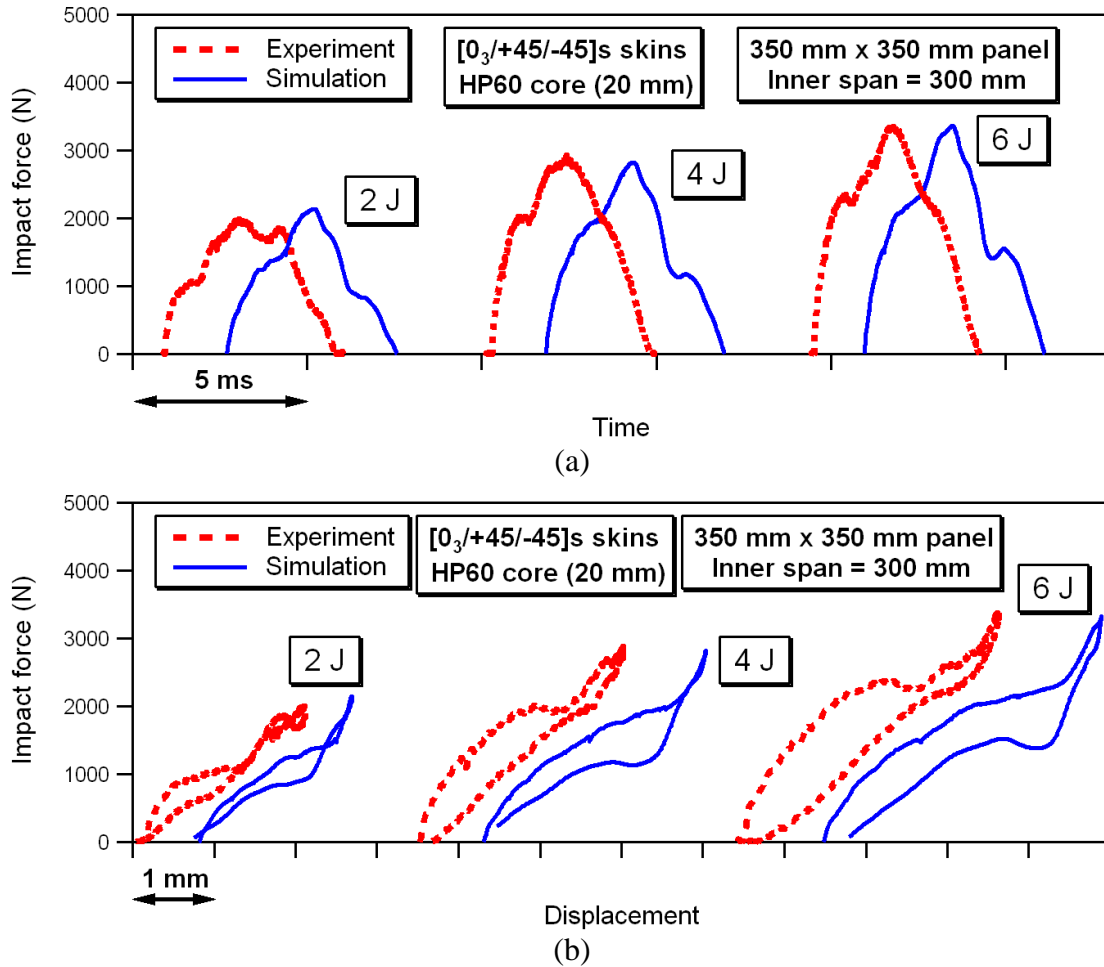 5000
4000
3000
2000
1000
0
Impact force (N)
Experiment
Simulation
[0₃/+45/-45]s skins
HP60 core (20 mm)
350 mm x 350 mm panel
Inner span = 300 mm
2 J
4 J
6 J
5 ms
Time
(a)
5000
4000
3000
2000
1000
0
Impact force (N)
Experiment
Simulation
[0₃/+45/-45]s skins
HP60 core (20 mm)
350 mm x 350 mm panel
Inner span = 300 mm
2 J
4 J
6 J
1 mm
Displacement
(b)